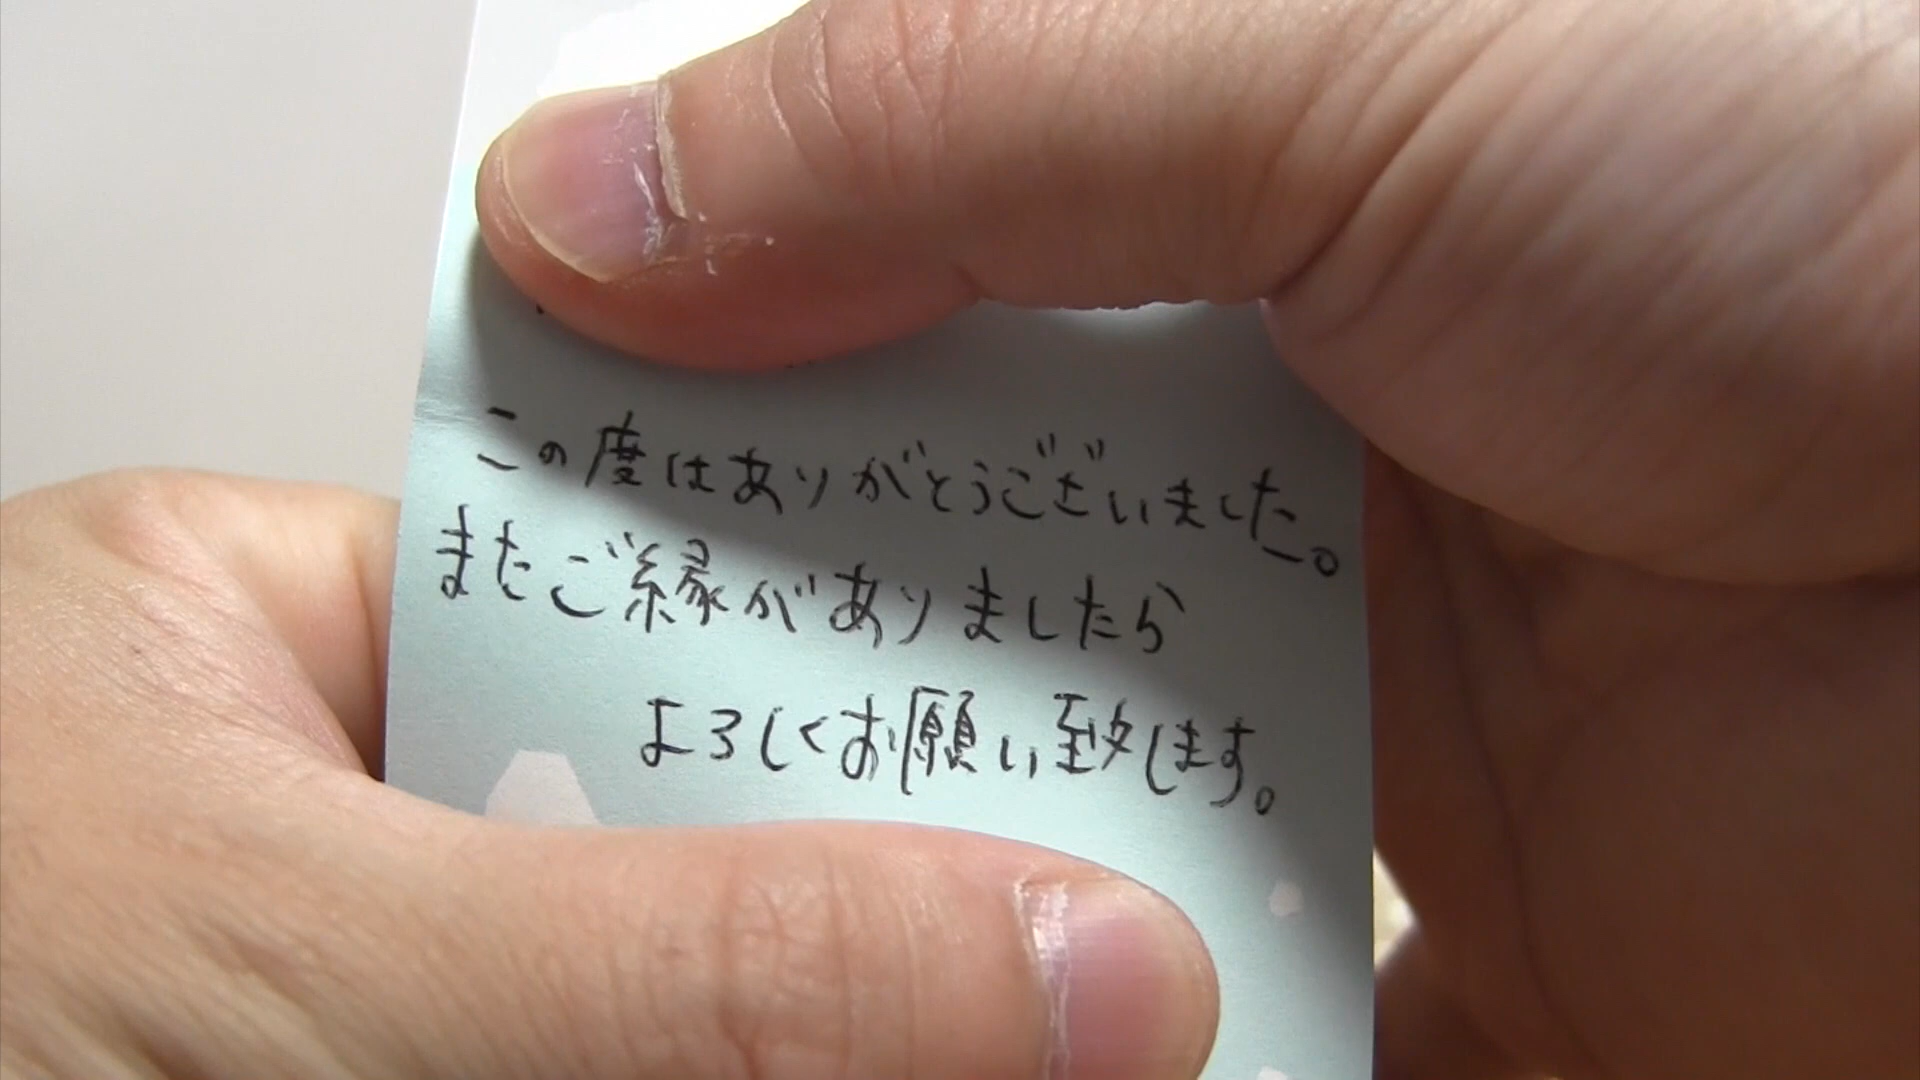 この度はありがとうございました。
またご縁がありましたら
よろしくお願い致します。